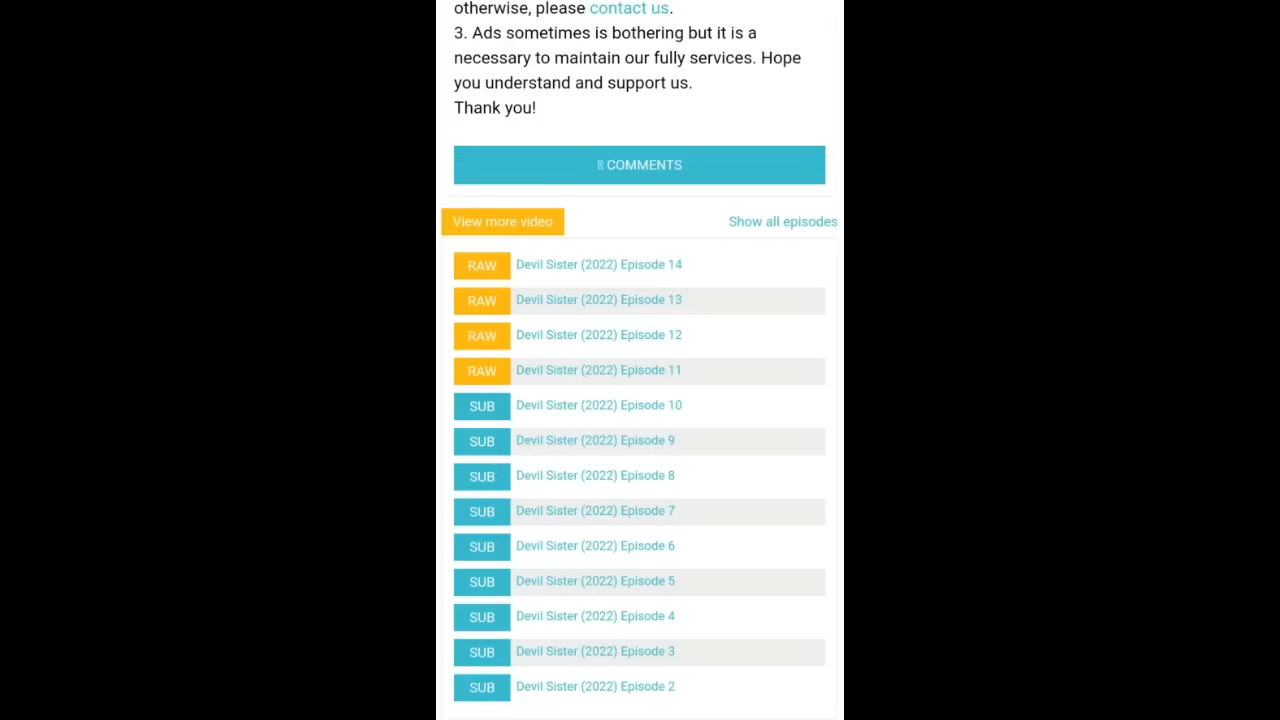 otherwise, please contact us.
3. Ads sometimes is bothering but it is a
necessary to maintain our fully services. Hope
you understand and support us.
Thank you!
COMMENTS
View more video
Show all episodes
RAW Devil Sister (2022) Episode 14
RAW Devil Sister (2022) Episode 13
RAW Devil Sister (2022) Episode 12
RAW Devil Sister (2022) Episode 11
SUB Devil Sister (2022) Episode 10
SUB Devil Sister (2022) Episode 9
SUB Devil Sister (2022) Episode 8
SUB Devil Sister (2022) Episode 7
SUB Devil Sister (2022) Episode 6
SUB Devil Sister (2022) Episode 5
SUB Devil Sister (2022) Episode 4
SUB Devil Sister (2022) Episode 3
SUB Devil Sister (2022) Episode 2